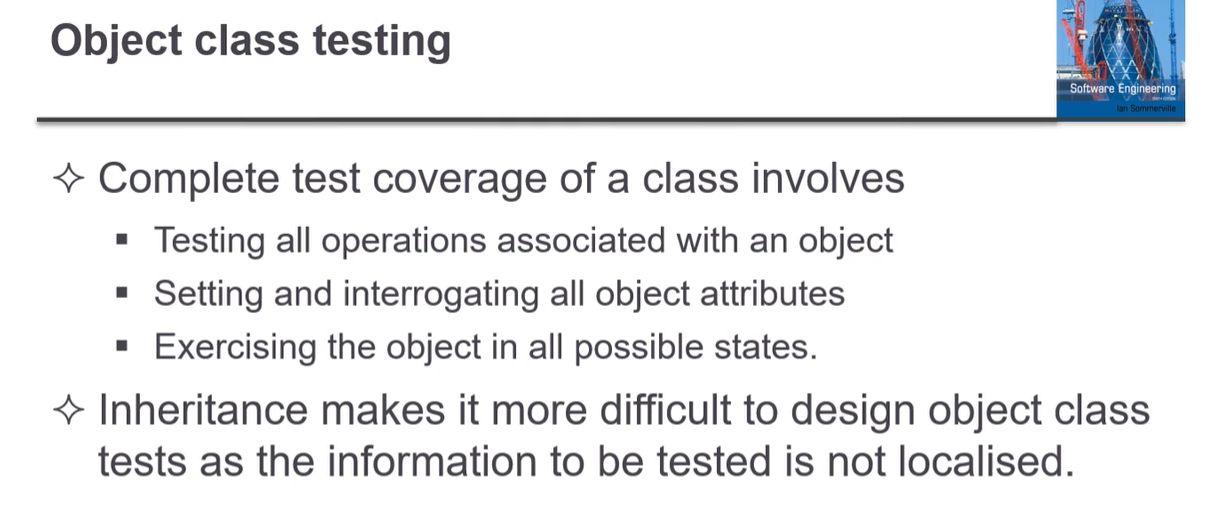 Object class testing
Software Engineering
Ian Sommerville
✧ Complete test coverage of a class involves
▪ Testing all operations associated with an object
▪ Setting and interrogating all object attributes
▪ Exercising the object in all possible states.
✧ Inheritance makes it more difficult to design object class
tests as the information to be tested is not localised.